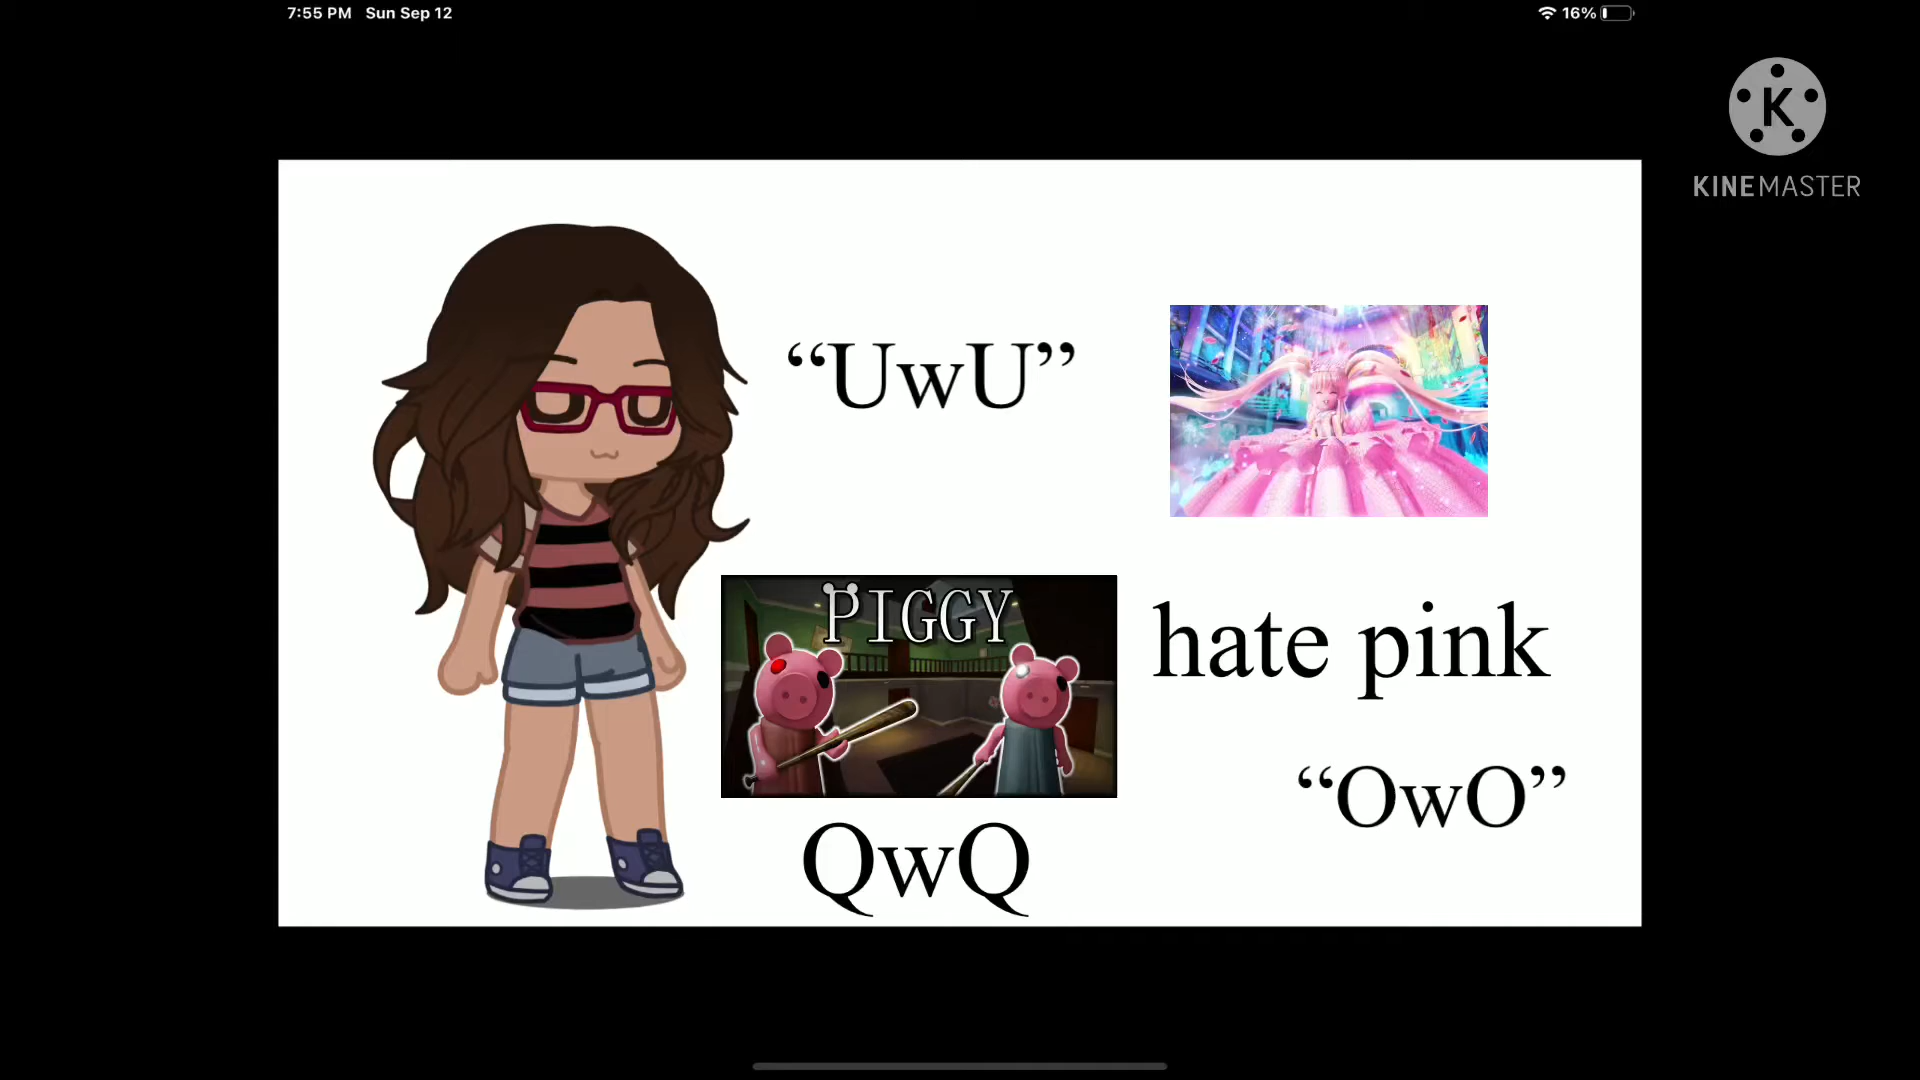 7:55 PM Sun Sep 12
16%
K
KINEMASTER
“UwU”
PIGGY
hate pink
“OwO”
QwQ